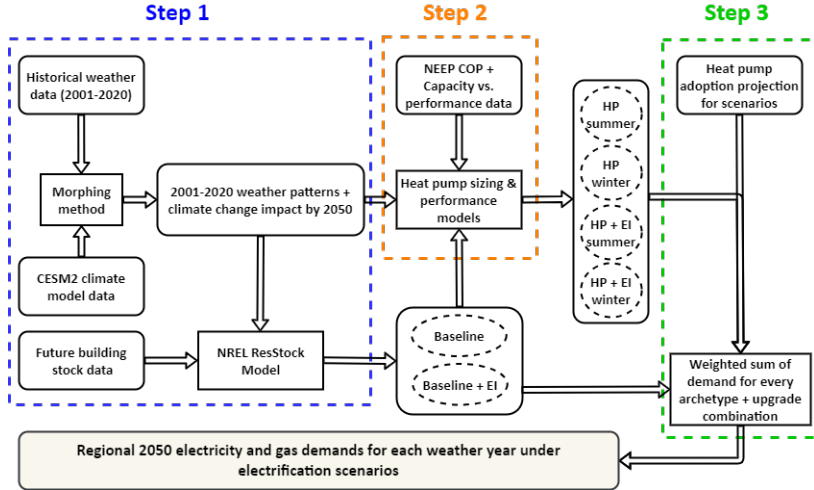 Step 1
Step 2
Step 3
Historical weather
data (2001-2020)
NEEP COP +
Capacity vs.
performance data
HP
summer
Heat pump
adoption projection
for scenarios
Morphing
method
2001-2020 weather patterns +
climate change impact by 2050
Heat pump sizing &
performance models
HP
winter
HP + EI
summer
CESM2 climate
model data
HP + EI
winter
Future building
stock data
NREL ResStock
Model
Baseline
Baseline + EI
Weighted sum of
demand for every
archetype + upgrade
combination
Regional 2050 electricity and gas demands for each weather year under
electrification scenarios